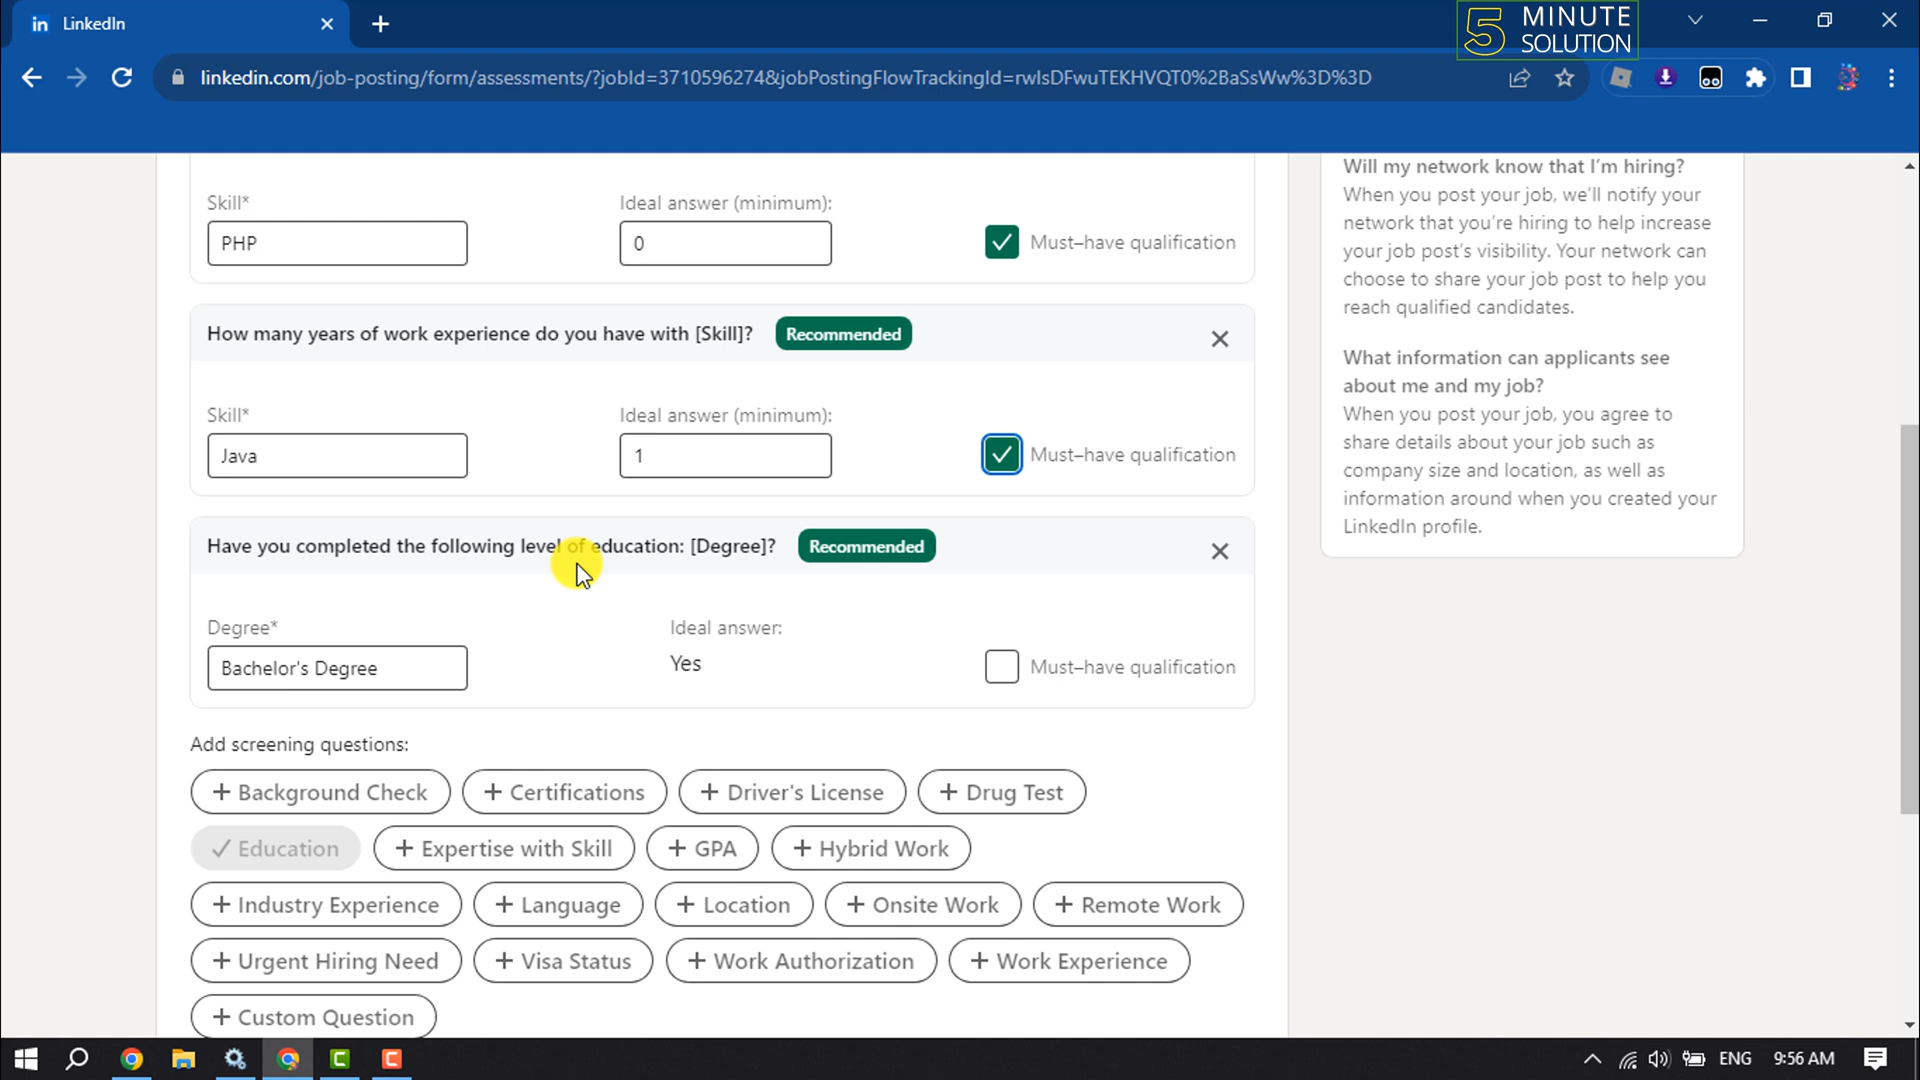 in LinkedIn
5 MINUTE
SOLUTION
linkedin.com/job-posting/form/assessments/?jobId=3710596274&jobPostingFlowTrackingId=rwIsDFwuTEKHVQT0%2BaSsWw%3D%3D
Skill*
Ideal answer (minimum):
PHP
0
Must-have qualification
How many years of work experience do you have with [Skill]?
Recommended
Skill*
Ideal answer (minimum):
Java
1
Must-have qualification
Have you completed the following level of education: [Degree]?
Recommended
Degree*
Ideal answer:
Bachelor's Degree
Yes
Must-have qualification
Add screening questions:
+ Background Check + Certifications + Driver's License + Drug Test
✓ Education + Expertise with Skill + GPA + Hybrid Work
+ Industry Experience + Language + Location + Onsite Work + Remote Work
+ Urgent Hiring Need + Visa Status + Work Authorization + Work Experience
+ Custom Question
Will my network know that I'm hiring?
When you post your job, we'll notify your
network that you're hiring to help increase
your job post's visibility. Your network can
choose to share your job post to help you
reach qualified candidates.
What information can applicants see
about me and my job?
When you post your job, you agree to
share details about your job such as
company size and location, as well as
information around when you created your
LinkedIn profile.
ENG 9:56 AM